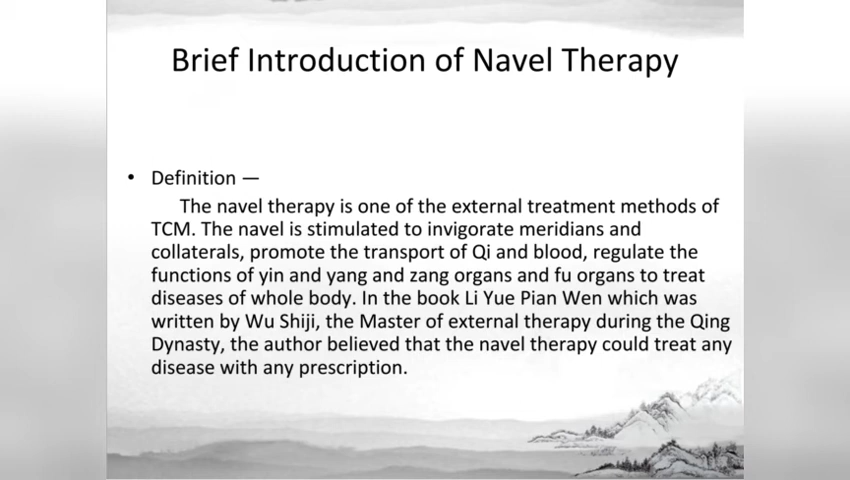 Brief Introduction of Navel Therapy
• Definition —
The navel therapy is one of the external treatment methods of
TCM. The navel is stimulated to invigorate meridians and
collaterals, promote the transport of Qi and blood, regulate the
functions of yin and yang and zang organs and fu organs to treat
diseases of whole body. In the book Li Yue Pian Wen which was
written by Wu Shiji, the Master of external therapy during the Qing
Dynasty, the author believed that the navel therapy could treat any
disease with any prescription.